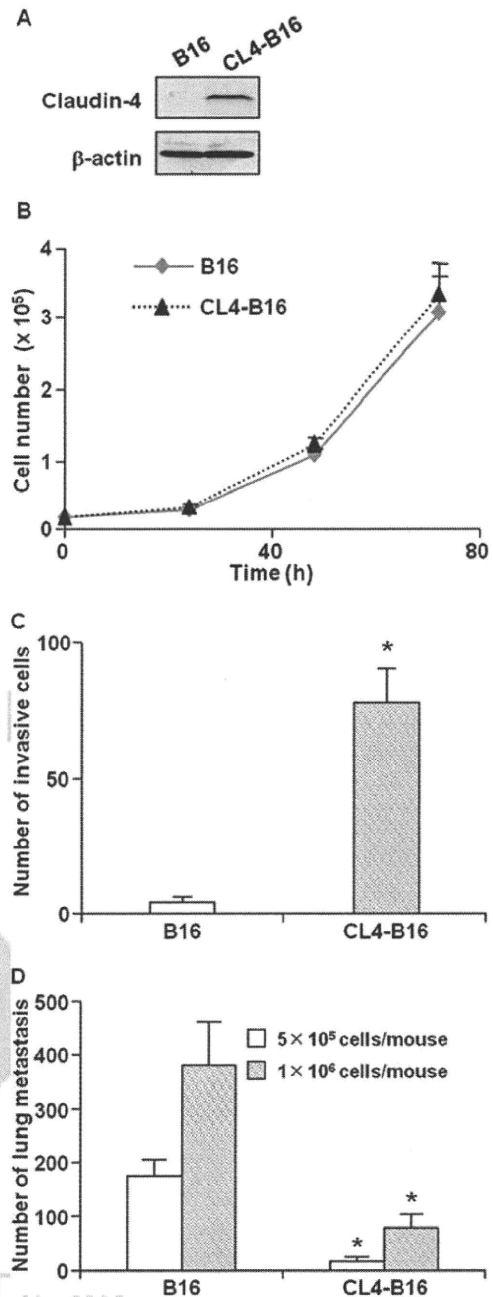 A
B16
CL4-B16
Claudin-4
β-actin
B
4
3
2
1
0
Cell number (x 10⁵)
B16
CL4-B16
0
40
80
Time (h)
C
100
50
0
Number of invasive cells
*
B16
CL4-B16
D
500
400
300
200
100
0
Number of lung metastasis
5× 10⁵ cells/mouse
1× 10⁶ cells/mouse
*
*
B16
CL4-B16